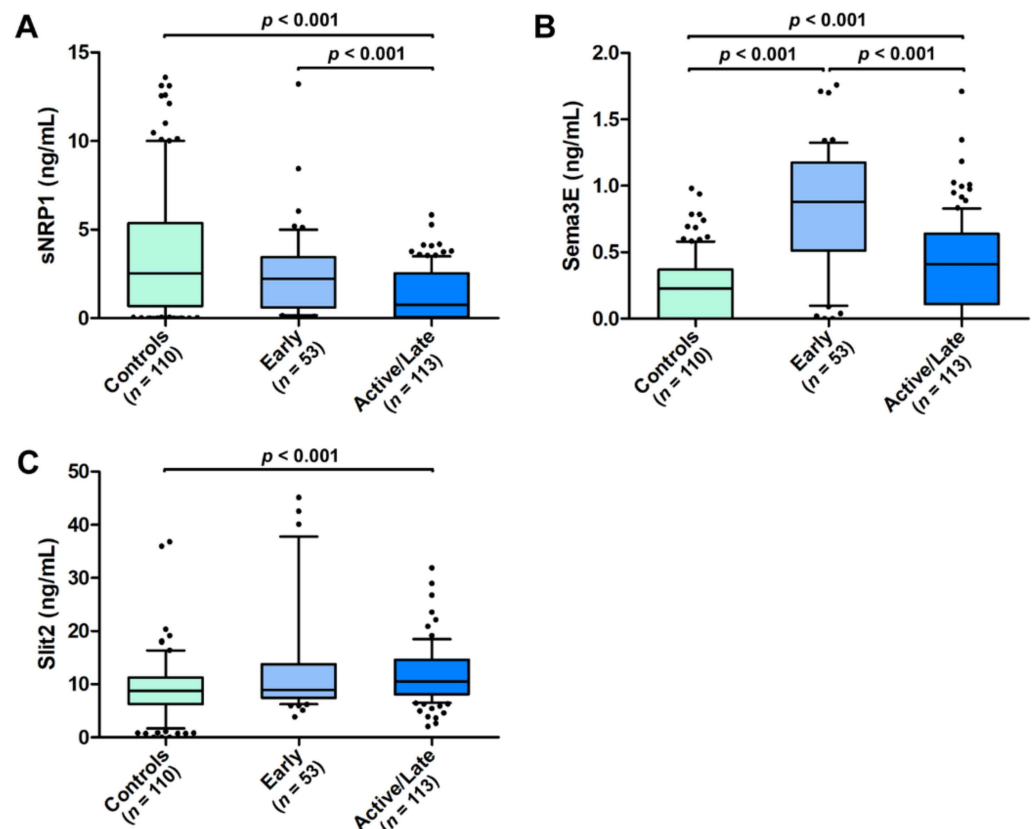 A
p < 0.001
p < 0.001
sNRP1 (ng/mL)
15
10
5
0
Controls
(n = 110)
Early
(n = 53)
Active/Late
(n = 113)
B
p < 0.001
p < 0.001
p < 0.001
Sema3E (ng/mL)
2.0
1.5
1.0
0.5
0.0
Controls
(n = 110)
Early
(n = 53)
Active/Late
(n = 113)
C
p < 0.001
Slit2 (ng/mL)
50
40
30
20
10
0
Controls
(n = 110)
Early
(n = 53)
Active/Late
(n = 113)